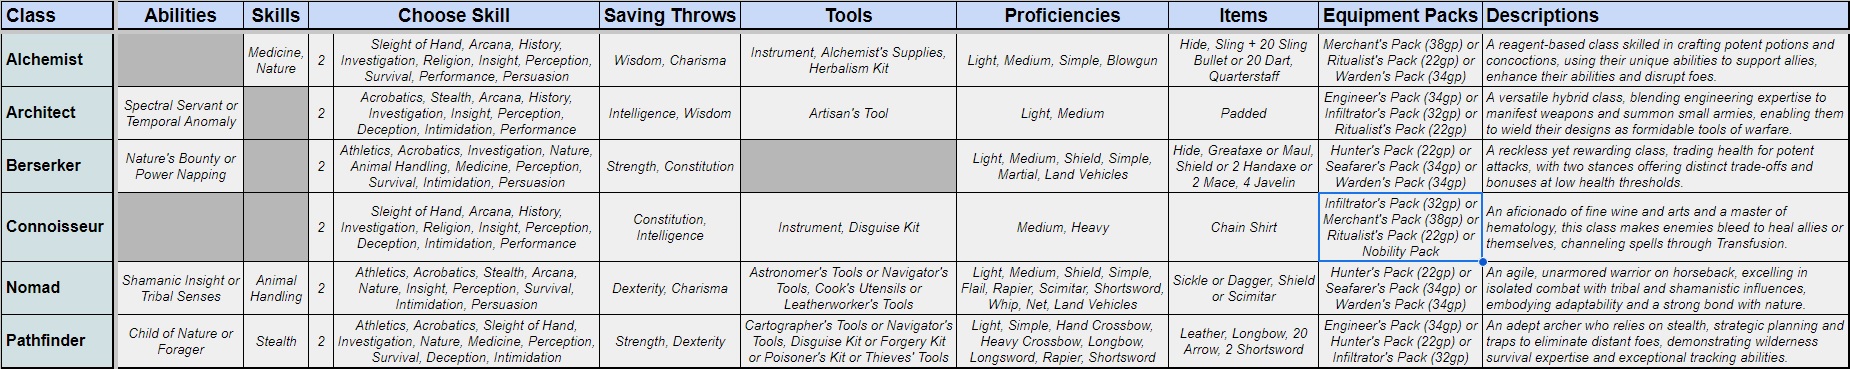 Class Abilities Skills Choose Skill Saving Throws Tools Proficiencies Items Equipment Packs Descriptions
Alchemist
Medicine,
Nature
2
Sleight of Hand, Arcana, History,
Investigation, Religion, Insight, Perception,
Survival, Performance, Persuasion
Wisdom, Charisma
Instrument, Alchemist's Supplies,
Herbalism Kit
Light, Medium, Simple, Blowgun
Hide, Sling + 20 Sling
Bullet or 20 Dart,
Quarterstaff
Merchant's Pack (38gp) or
Ritualist's Pack (22gp) or
Warden's Pack (34gp)
A reagent-based class skilled in crafting potent potions and
concoctions, using their unique abilities to support allies,
enhance their abilities and disrupt foes.
Architect
Spectral Servant or
Temporal Anomaly
2
Acrobatics, Stealth, Arcana, History,
Investigation, Insight, Perception,
Deception, Intimidation, Performance
Intelligence, Wisdom
Artisan's Tool
Light, Medium
Padded
Engineer's Pack (34gp) or
Infiltrator's Pack (32gp) or
Ritualist's Pack (22gp)
A versatile hybrid class, blending engineering expertise to
manifest weapons and summon small armies, enabling them
to wield their designs as formidable tools of warfare.
Berserker
Nature's Bounty or
Power Napping
2
Athletics, Acrobatics, Investigation, Nature,
Animal Handling, Medicine, Perception,
Survival, Intimidation, Persuasion
Strength, Constitution
Light, Medium, Shield, Simple,
Martial, Land Vehicles
Hide, Greataxe or Maul,
Shield or 2 Handaxe or
2 Mace, 4 Javelin
Hunter's Pack (22gp) or
Seafarer's Pack (34gp) or
Warden's Pack (34gp)
A reckless yet rewarding class, trading health for potent
attacks, with two stances offering distinct trade-offs and
bonuses at low health thresholds.
Connoisseur
2
Sleight of Hand, Arcana, History,
Investigation, Religion, Insight, Perception,
Deception, Intimidation, Performance
Constitution,
Intelligence
Instrument, Disguise Kit
Medium, Heavy
Chain Shirt
Infiltrator's Pack (32gp) or
Merchant's Pack (38gp) or
Ritualist's Pack (22gp) or
Nobility Pack
An aficionado of fine wine and arts and a master of
hematology, this class makes enemies bleed to heal allies or
themselves, channeling spells through Transfusion.
Nomad
Shamanic Insight or
Tribal Senses
Animal
Handling
2
Athletics, Acrobatics, Stealth, Arcana,
Nature, Insight, Perception, Survival,
Intimidation, Persuasion
Dexterity, Charisma
Astronomer's Tools or Navigator's
Tools, Cook's Utensils or
Leatherworker's Tools
Light, Medium, Shield, Simple,
Flail, Rapier, Scimitar, Shortsword,
Whip, Net, Land Vehicles
Sickle or Dagger, Shield
or Scimitar
Hunter's Pack (22gp) or
Seafarer's Pack (34gp) or
Warden's Pack (34gp)
An agile, unarmored warrior on horseback, excelling in
isolated combat with tribal and shamanistic influences,
embodying adaptability and a strong bond with nature.
Pathfinder
Child of Nature or
Forager
Stealth
2
Athletics, Acrobatics, Sleight of Hand,
Investigation, Nature, Medicine, Perception,
Survival, Deception, Intimidation
Strength, Dexterity
Cartographer's Tools or Navigator's
Tools, Disguise Kit or Forgery Kit
or Poisoner's Kit or Thieves' Tools
Light, Simple, Hand Crossbow,
Heavy Crossbow, Longbow,
Longsword, Rapier, Shortsword
Leather, Longbow, 20
Arrow, 2 Shortsword
Engineer's Pack (34gp) or
Hunter's Pack (22gp) or
Infiltrator's Pack (32gp)
An adept archer who relies on stealth, strategic planning and
traps to eliminate distant foes, demonstrating wilderness
survival expertise and exceptional tracking abilities.